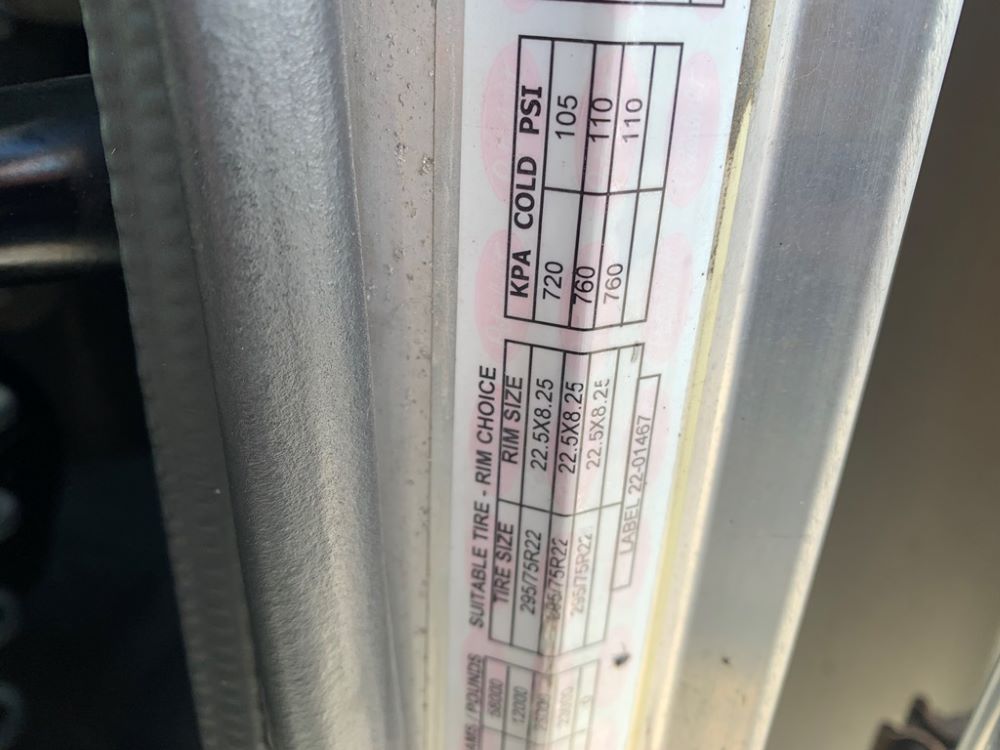 SUITABLE TIRE - RIM CHOICE
POUNDS TIRE SIZE RIM SIZE KPA COLD PSI
12000 295/75R22 22.5X8.25 720 105
295/75R22 22.5X8.25 760 110
295/75R22 22.5X8.25 760 110
LABEL 22-01467